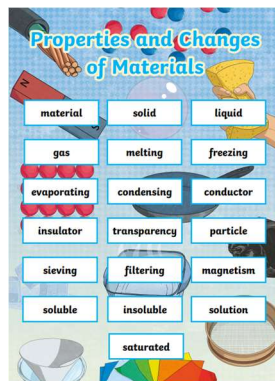 Properties and Changes
of Materials
material solid liquid
gas melting freezing
evaporating condensing conductor
insulator transparency particle
sieving filtering magnetism
soluble insoluble solution
saturated